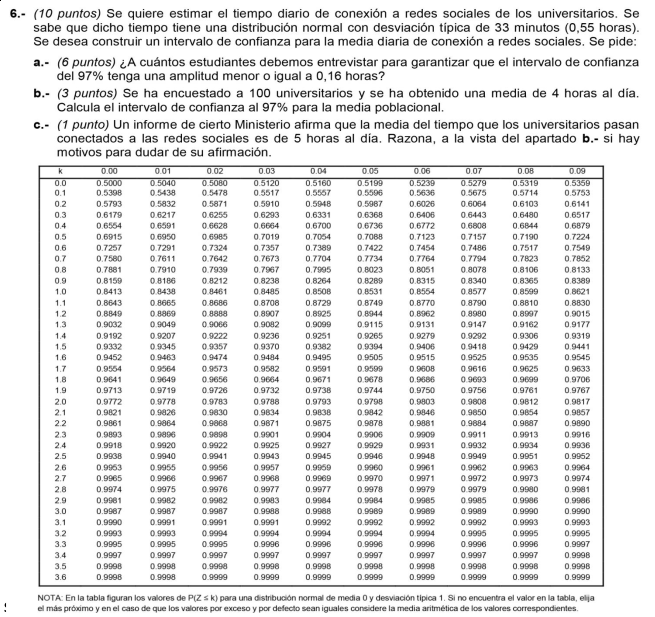 6.- (10 puntos) Se quiere estimar el tiempo diario de conexión a redes sociales de los universitarios. Se
sabe que dicho tiempo tiene una distribución normal con desviación típica de 33 minutos (0,55 horas).
Se desea construir un intervalo de confianza para la media diaria de conexión a redes sociales. Se pide:
a.- (6 puntos) ¿A cuántos estudiantes debemos entrevistar para garantizar que el intervalo de confianza
del 97% tenga una amplitud menor o igual a 0,16 horas?
b.- (3 puntos) Se ha encuestado a 100 universitarios y se ha obtenido una media de 4 horas al día.
Calcula el intervalo de confianza al 97% para la media poblacional.
c.- (1 punto) Un informe de cierto Ministerio afirma que la media del tiempo que los universitarios pasan
conectados a las redes sociales es de 5 horas al día. Razona, a la vista del apartado b.- si hay
motivos para dudar de su afirmación.
k 0.00 0.01 0.02 0.03 0.04 0.05 0.06 0.07 0.08 0.09
0.0 0.5000 0.5040 0.5080 0.5120 0.5160 0.5199 0.5239 0.5279 0.5319 0.5359
0.1 0.5398 0.5438 0.5478 0.5517 0.5557 0.5596 0.5636 0.5675 0.5714 0.5753
0.2 0.5793 0.5832 0.5871 0.5910 0.5948 0.5987 0.6026 0.6064 0.6103 0.6141
0.3 0.6179 0.6217 0.6255 0.6293 0.6331 0.6368 0.6406 0.6443 0.6480 0.6517
0.4 0.6554 0.6591 0.6628 0.6664 0.6700 0.6736 0.6772 0.6808 0.6844 0.6879
0.5 0.6915 0.6950 0.6985 0.7019 0.7054 0.7088 0.7123 0.7157 0.7190 0.7224
0.6 0.7257 0.7291 0.7324 0.7357 0.7389 0.7422 0.7454 0.7486 0.7517 0.7549
0.7 0.7580 0.7611 0.7642 0.7673 0.7704 0.7734 0.7764 0.7794 0.7823 0.7852
0.8 0.7881 0.7910 0.7939 0.7967 0.7995 0.8023 0.8051 0.8078 0.8106 0.8133
0.9 0.8159 0.8186 0.8212 0.8238 0.8264 0.8289 0.8315 0.8340 0.8365 0.8389
1.0 0.8413 0.8438 0.8461 0.8485 0.8508 0.8531 0.8554 0.8577 0.8599 0.8621
1.1 0.8643 0.8665 0.8686 0.8708 0.8729 0.8749 0.8770 0.8790 0.8810 0.8830
1.2 0.8849 0.8869 0.8888 0.8907 0.8925 0.8944 0.8962 0.8980 0.8997 0.9015
1.3 0.9032 0.9049 0.9066 0.9082 0.9099 0.9115 0.9131 0.9147 0.9162 0.9177
1.4 0.9192 0.9207 0.9222 0.9236 0.9251 0.9265 0.9279 0.9292 0.9306 0.9319
1.5 0.9332 0.9345 0.9357 0.9370 0.9382 0.9394 0.9406 0.9418 0.9429 0.9441
1.6 0.9452 0.9463 0.9474 0.9484 0.9495 0.9505 0.9515 0.9525 0.9535 0.9545
1.7 0.9554 0.9564 0.9573 0.9582 0.9591 0.9599 0.9608 0.9616 0.9625 0.9633
1.8 0.9641 0.9649 0.9656 0.9664 0.9671 0.9678 0.9686 0.9693 0.9699 0.9706
1.9 0.9713 0.9719 0.9726 0.9732 0.9738 0.9744 0.9750 0.9756 0.9761 0.9767
2.0 0.9772 0.9778 0.9783 0.9788 0.9793 0.9798 0.9803 0.9808 0.9812 0.9817
2.1 0.9821 0.9826 0.9830 0.9834 0.9838 0.9842 0.9846 0.9850 0.9854 0.9857
2.2 0.9861 0.9864 0.9868 0.9871 0.9875 0.9878 0.9881 0.9884 0.9887 0.9890
2.3 0.9893 0.9896 0.9898 0.9901 0.9904 0.9906 0.9909 0.9911 0.9913 0.9916
2.4 0.9918 0.9920 0.9922 0.9925 0.9927 0.9929 0.9931 0.9932 0.9934 0.9936
2.5 0.9938 0.9940 0.9941 0.9943 0.9945 0.9946 0.9948 0.9949 0.9951 0.9952
2.6 0.9953 0.9955 0.9956 0.9957 0.9959 0.9960 0.9961 0.9962 0.9963 0.9964
2.7 0.9965 0.9966 0.9967 0.9968 0.9969 0.9970 0.9971 0.9972 0.9973 0.9974
2.8 0.9974 0.9975 0.9976 0.9977 0.9977 0.9978 0.9979 0.9979 0.9980 0.9981
2.9 0.9981 0.9982 0.9982 0.9983 0.9984 0.9984 0.9985 0.9985 0.9986 0.9986
3.0 0.9987 0.9987 0.9987 0.9988 0.9988 0.9989 0.9989 0.9989 0.9990 0.9990
3.1 0.9990 0.9991 0.9991 0.9991 0.9992 0.9992 0.9992 0.9992 0.9993 0.9993
3.2 0.9993 0.9993 0.9994 0.9994 0.9994 0.9994 0.9994 0.9995 0.9995 0.9995
3.3 0.9995 0.9995 0.9995 0.9996 0.9996 0.9996 0.9996 0.9996 0.9996 0.9997
3.4 0.9997 0.9997 0.9997 0.9997 0.9997 0.9997 0.9997 0.9997 0.9997 0.9998
3.5 0.9998 0.9998 0.9998 0.9998 0.9998 0.9998 0.9998 0.9998 0.9998 0.9998
3.6 0.9998 0.9998 0.9999 0.9999 0.9999 0.9999 0.9999 0.9999 0.9999 0.9999
NOTA: En la tabla figuran los valores de P(Z ≤ k) para una distribución normal de media 0 y desviación típica 1. Si no encuentra el valor en la tabla, elija
el más próximo y en el caso de que los valores por exceso y por defecto sean iguales considere la media aritmética de los valores correspondientes.